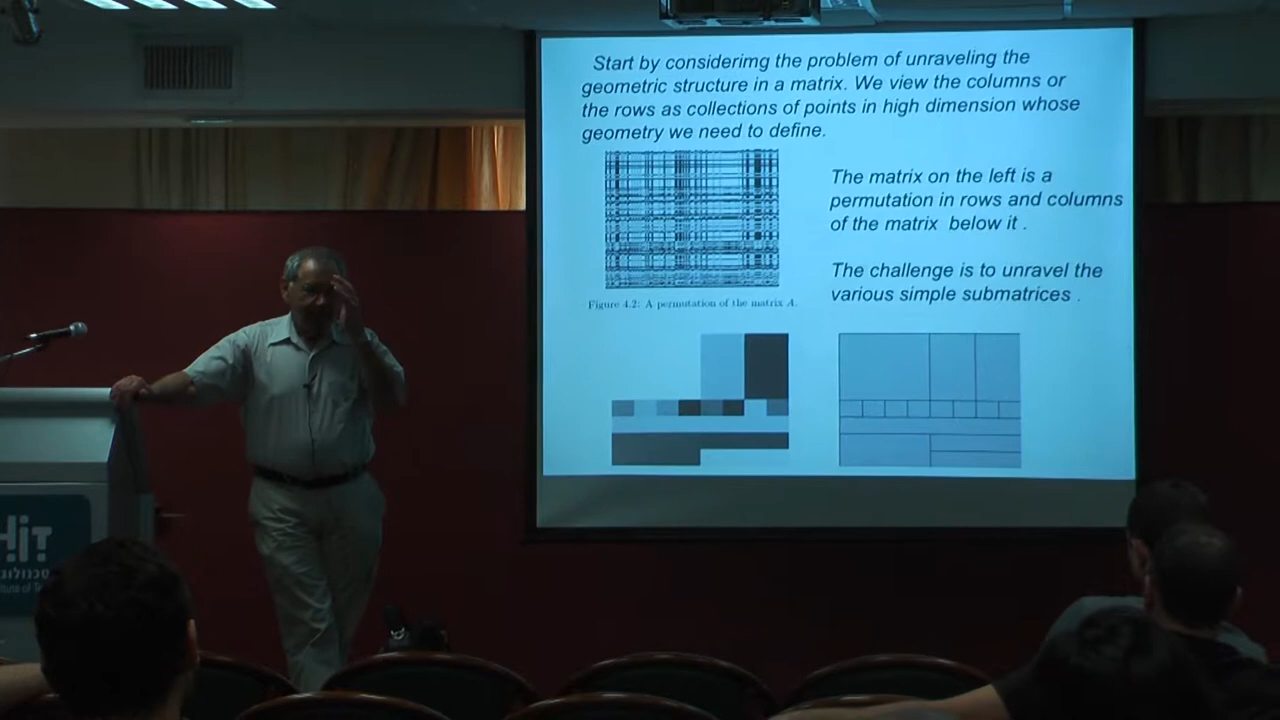 Start by considerimg the problem of unraveling the
geometric structure in a matrix. We view the columns or
the rows as collections of points in high dimension whose
geometry we need to define.
The matrix on the left is a
permutation in rows and columns
of the matrix below it .
The challenge is to unravel the
various simple submatrices .
Figure 4.2: A permutation of the matrix A.
HiT